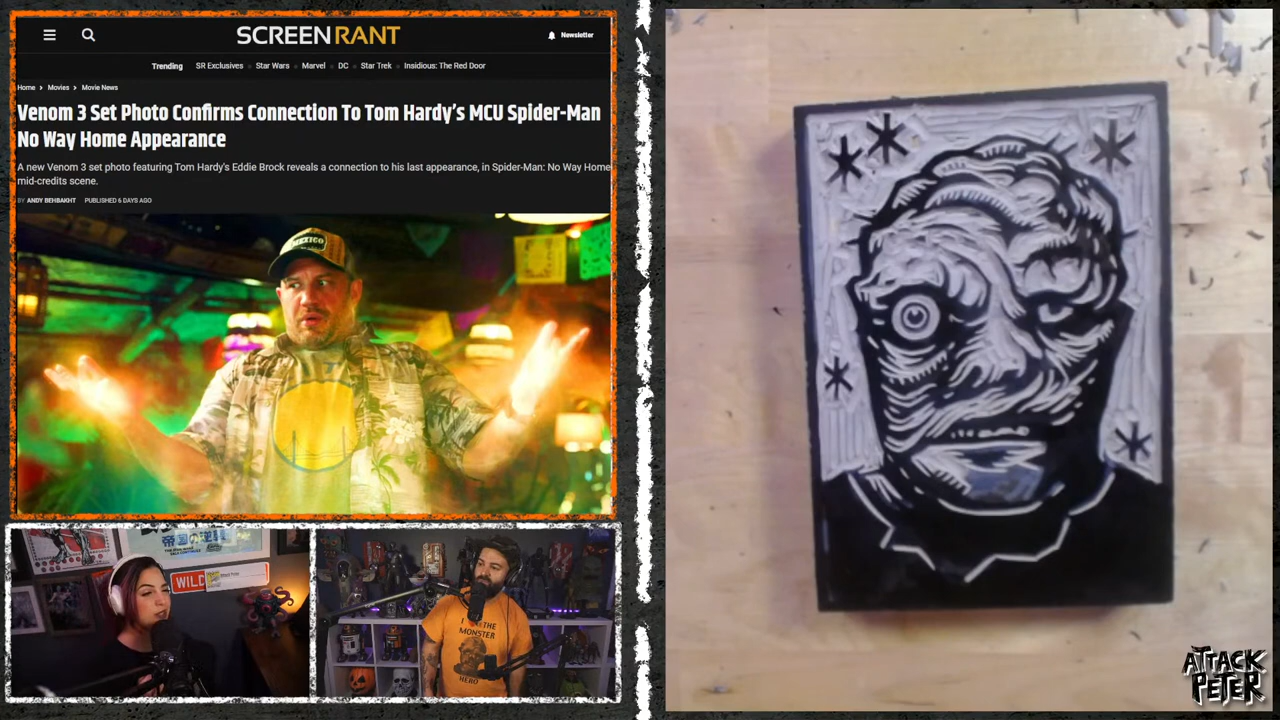 SCREENRANT
Newsletter
Trending SR Exclusives Star Wars Marvel DC Star Trek Insidious: The Red Door
Home > Movies > Movie News
Venom 3 Set Photo Confirms Connection To Tom Hardy's MCU Spider-Man
No Way Home Appearance
A new Venom 3 set photo featuring Tom Hardy's Eddie Brock reveals a connection to his last appearance, in Spider-Man: No Way Home
mid-credits scene.
BY ANDY BEHBAKHT PUBLISHED 6 DAYS AGO
MEXICO
WILD
THE
MONSTER
HERO
ATTACK
PETER